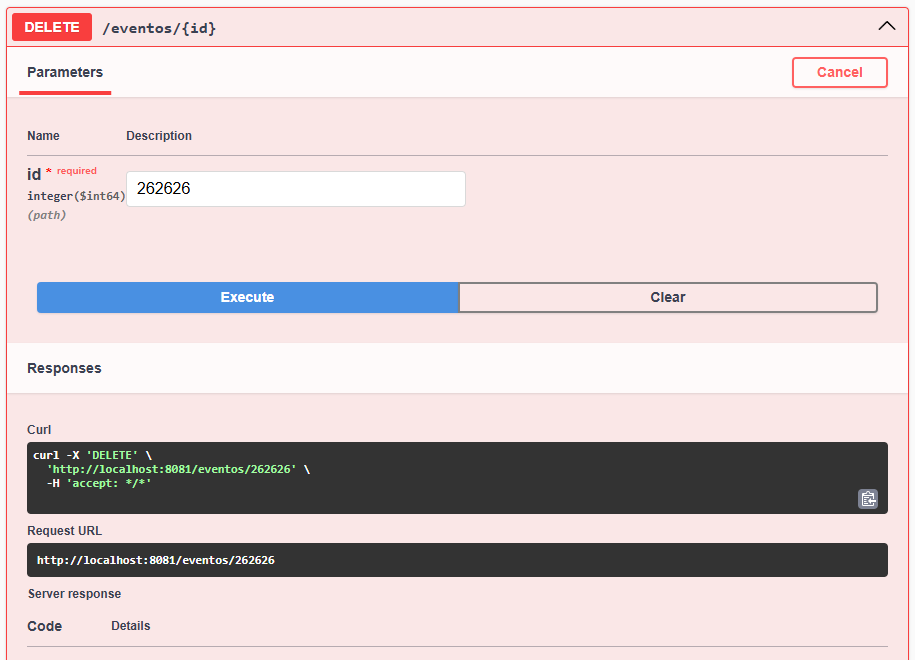 DELETE /eventos/{id}
Parameters
Cancel
Name Description
id * required
integer($int64)
(path)
262626
Execute Clear
Responses
Curl
curl -X 'DELETE' \
'http://localhost:8081/eventos/262626' \
-H 'accept: */*'
Request URL
http://localhost:8081/eventos/262626
Server response
Code Details